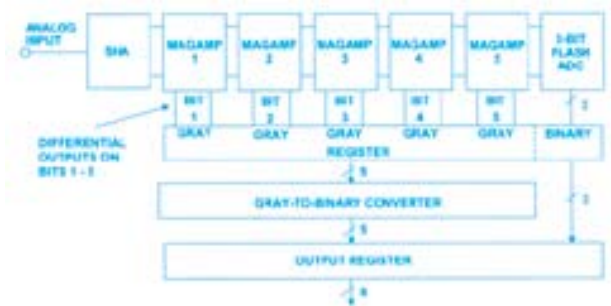 ANALOG
INPUT
SHA
MAGAMP
1
MAGAMP
2
MAGAMP
3
MAGAMP
4
MAGAMP
5
3-BIT
FLASH
ADC
BIT
1
GRAY
BIT
2
GRAY
BIT
3
GRAY
BIT
4
GRAY
BIT
5
GRAY
3
BINARY
DIFFERENTIAL
OUTPUTS ON
BITS 1 - 5
REGISTER
5
GRAY-TO-BINARY CONVERTER
3
5
OUTPUT REGISTER
8